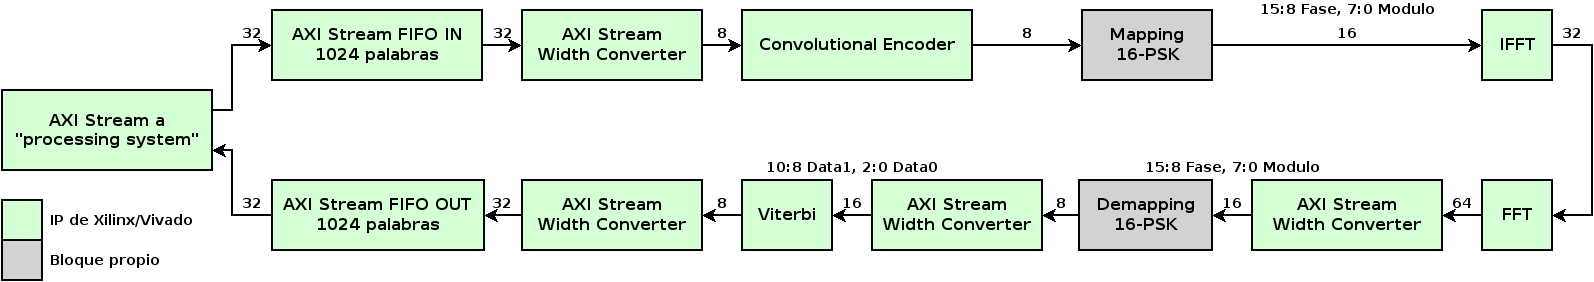 15:8 Fase, 7:0 Modulo
32
AXI Stream FIFO IN
1024 palabras
32
AXI Stream
Width Converter
8
Convolutional Encoder
8
Mapping
16-PSK
16
IFFT
32
AXI Stream a
"processing system"
10:8 Data1, 2:0 Data0
15:8 Fase, 7:0 Modulo
32
AXI Stream FIFO OUT
1024 palabras
32
AXI Stream
Width Converter
8
Viterbi
16
AXI Stream
Width Converter
8
Demapping
16-PSK
16
AXI Stream
Width Converter
64
FFT
IP de Xilinx/Vivado
Bloque propio